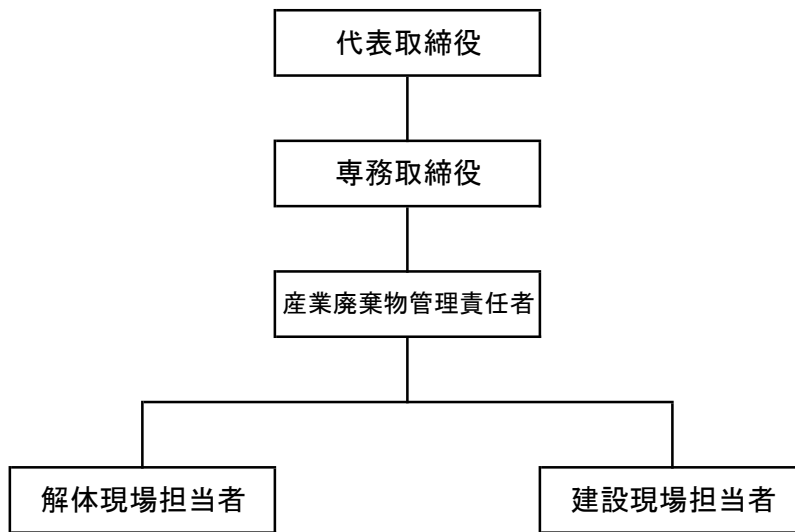 代表取締役
専務取締役
産業廃棄物管理責任者
解体現場担当者
建設現場担当者